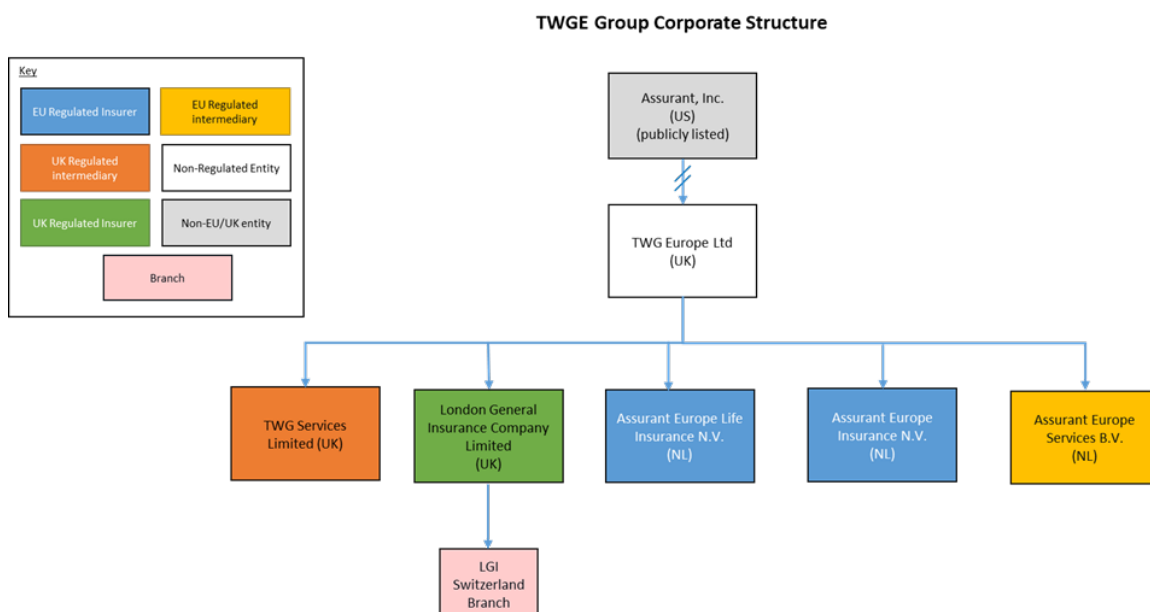 TWGE Group Corporate Structure
Key
EU Regulated Insurer
EU Regulated
Intermediary
UK Regulated
Intermediary
Non-Regulated Entity
UK Regulated Insurer
Non-EU/UK entity
Branch
Assurant, Inc.
(US)
(publicly listed)
TWG Europe Ltd
(UK)
TWG Services
Limited (UK)
London General
Insurance Company
Limited
(UK)
Assurant Europe Life
Insurance N.V.
(NL)
Assurant Europe
Insurance N.V.
(NL)
Assurant Europe
Services B.V.
(NL)
LGI
Switzerland
Branch